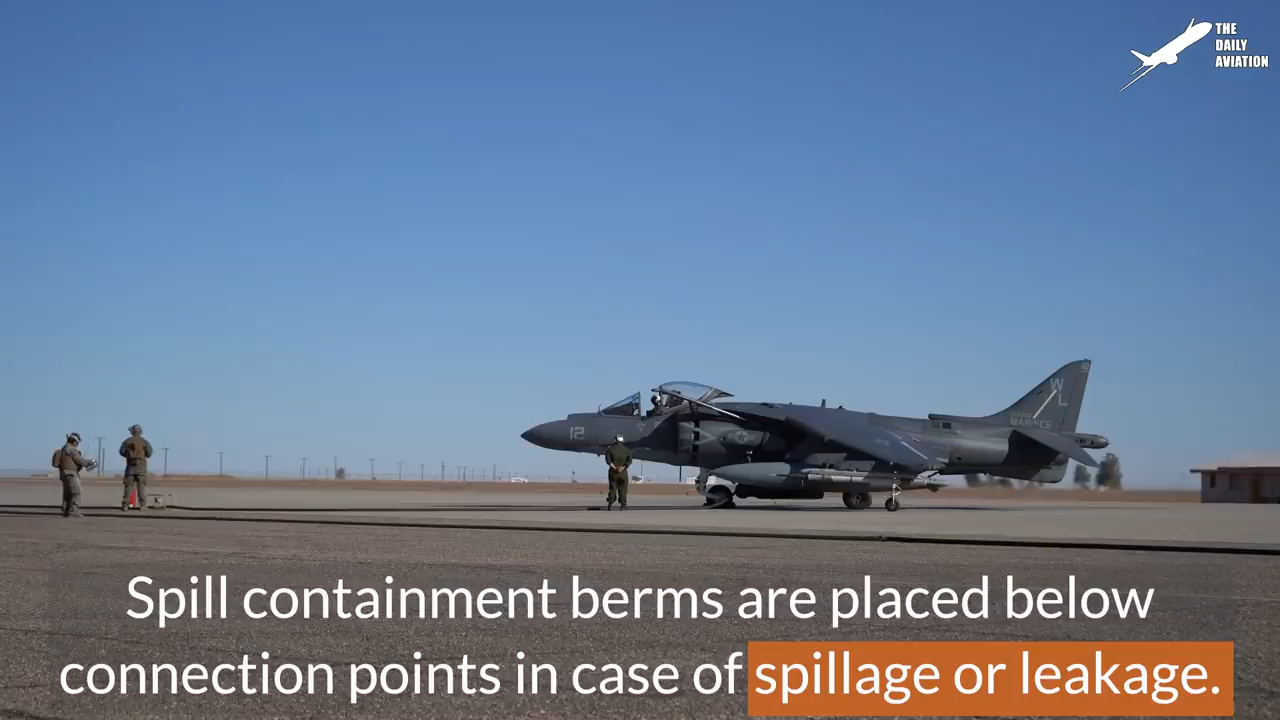 THE
DAILY
AVIATION
12
WL
MARINES
Spill containment berms are placed below
connection points in case of spillage or leakage.